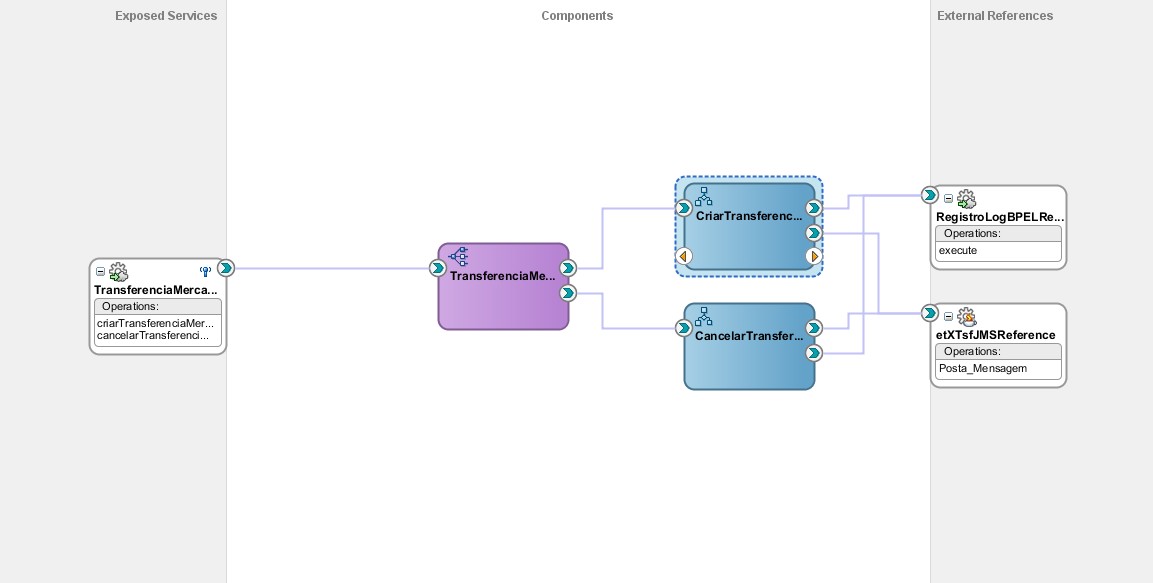 Exposed Services
Components
External References
TransferenciaMerca...
Operations:
criarTransferenciaMer...
cancelarTransferenci...
TransferenciaMe...
CriarTransferenc...
CancelarTransfer...
RegistroLogBPELRe...
Operations:
execute
etXTsfJMSReference
Operations:
Posta_Mensagem